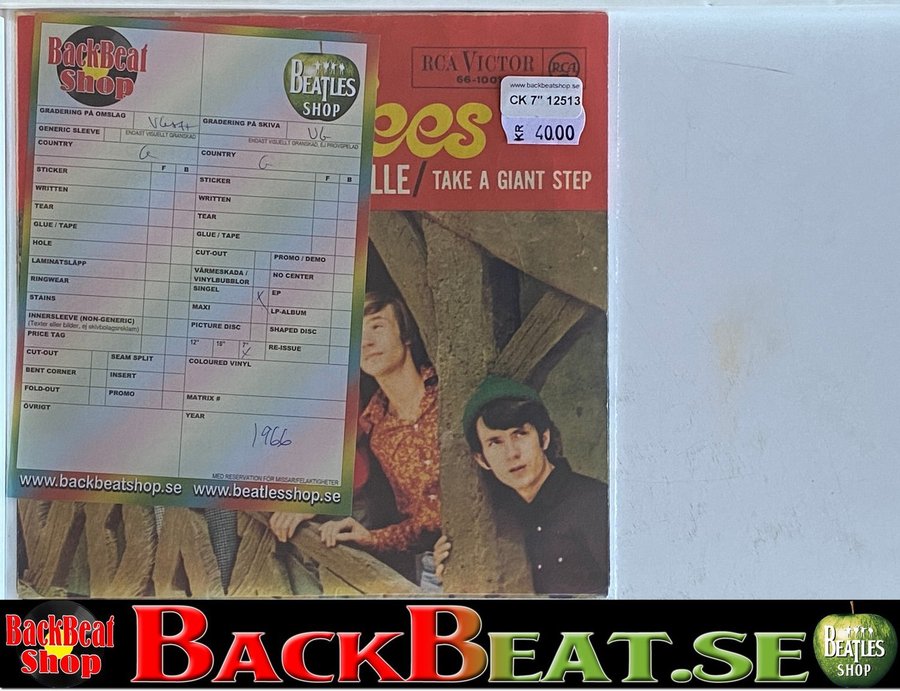 BackBeat
Shop
BEATLES
SHOP
GRADERING PÅ OMSLAG
GRADERING PÅ SKIVA
VG
GENERIC SLEEVE
ENDAST VISUELLT GRANSKAD
ENDAST VISUELLT GRANSKAD, EJ PROVSPELAD
COUNTRY
G
COUNTRY
G
STICKER F B
STICKER F B
WRITTEN
WRITTEN
TEAR
TEAR
GLUE / TAPE
GLUE / TAPE
HOLE
CUT-OUT
PROMO / DEMO
LAMINATSLÄPP
VÄRMESKADA /
VINYLBUBBLOR
NO CENTER
RINGWEAR
SINGEL X
EP
STAINS
MAXI
LP-ALBUM
INNERSLEEVE (NON-GENERIC)
(Texter eller bilder, ej skivbolagsreklam)
PICTURE DISC
SHAPED DISC
PRICE TAG
12" 10" 7" X
RE-ISSUE
CUT-OUT
SEAM SPLIT
COLOURED VINYL
BENT CORNER
INSERT
FOLD-OUT
PROMO
MATRIX #
ÖVRIGT
YEAR
1966
MED RESERVATION FÖR MISSAR/FELAKTIGHETER
www.backbeatshop.se www.beatlesshop.se
RCA VICTOR
RCA
66-100
www.backbeatshop.se
CK 7" 12513
KR 40.00
ees
LLE / TAKE A GIANT STEP
BackBeat
Shop
BACKBEAT.SE
BEATLES
SHOP